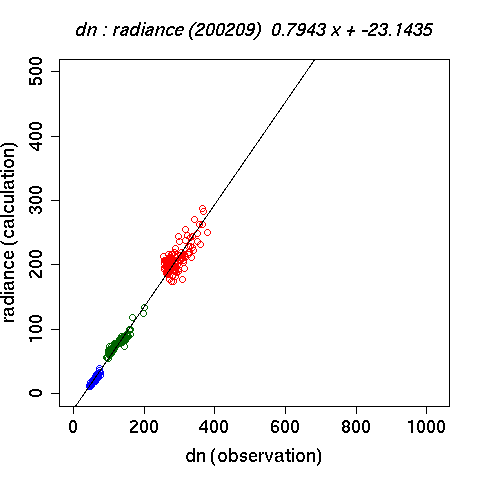 dn : radiance (200209)  0.7943 x + -23.1435
500
400
300
200
100
0
radiance (calculation)
0 200 400 600 800 1000
dn (observation)